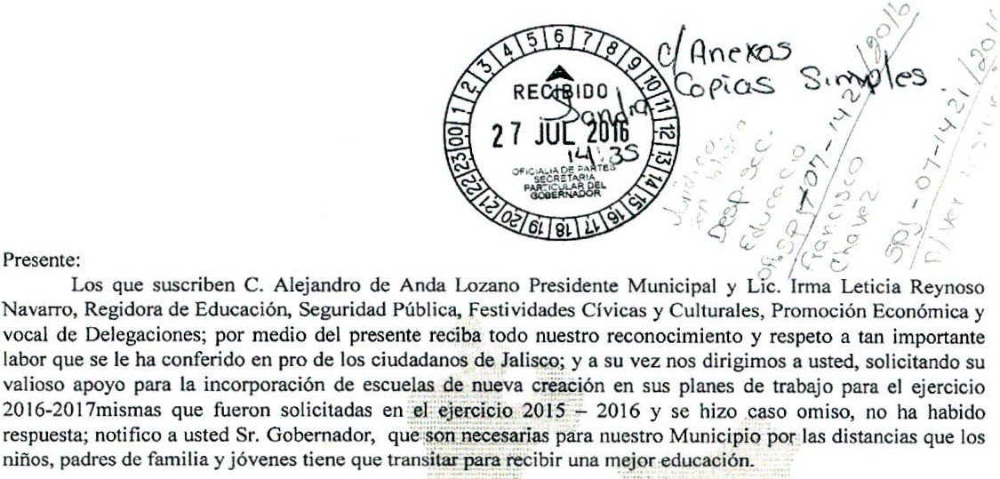 c/Anexos
Copias Simples
00 1 2 3 4 5 6 7 8 9 10 11 12 13 14 15 16 17 18 19 20 21 22 23
RECIBIDO
Sandra
27 JUL 2016
14:35
OFICIALIA DE PARTES
SECRETARIA
PARTICULAR DEL
GOBERNADOR
Desp. Sec.
Educacio
SPJ-07-142 /2016
Francisco
Chavez
SPJ-07-1421/201
P/Ver
Presente:
Los que suscriben C. Alejandro de Anda Lozano Presidente Municipal y Lic. Irma Leticia Reynoso
Navarro, Regidora de Educación, Seguridad Pública, Festividades Cívicas y Culturales, Promoción Económica y
vocal de Delegaciones; por medio del presente reciba todo nuestro reconocimiento y respeto a tan importante
labor que se le ha conferido en pro de los ciudadanos de Jalisco; y a su vez nos dirigimos a usted, solicitando su
valioso apoyo para la incorporación de escuelas de nueva creación en sus planes de trabajo para el ejercicio
2016-2017mismas que fueron solicitadas en el ejercicio 2015 – 2016 y se hizo caso omiso, no ha habido
respuesta; notifico a usted Sr. Gobernador, que son necesarias para nuestro Municipio por las distancias que los
niños, padres de familia y jóvenes tiene que transitar para recibir una mejor educación.